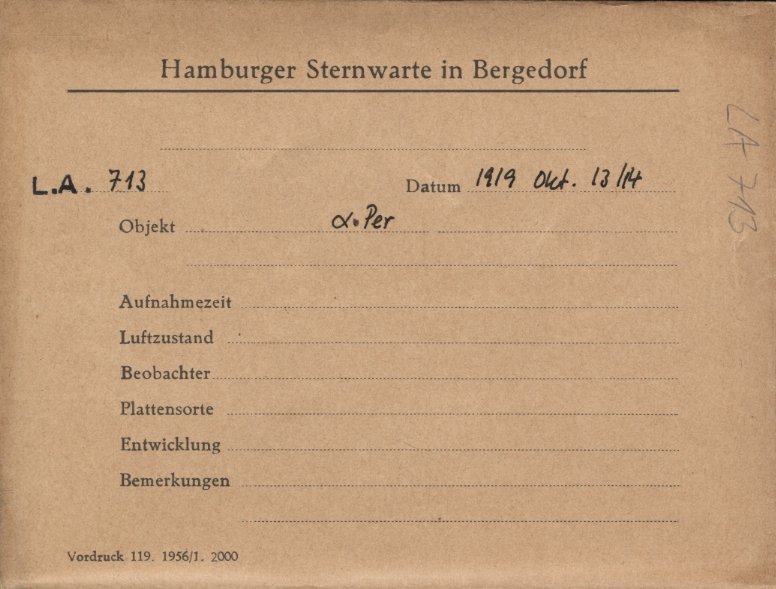 Hamburger Sternwarte in Bergedorf
L.A. 713 Datum 1919 Okt. 13/14
Objekt α Per
Aufnahmezeit
Luftzustand
Beobachter
Plattensorte
Entwicklung
Bemerkungen
Vordruck 119. 1956/1. 2000
LA 713